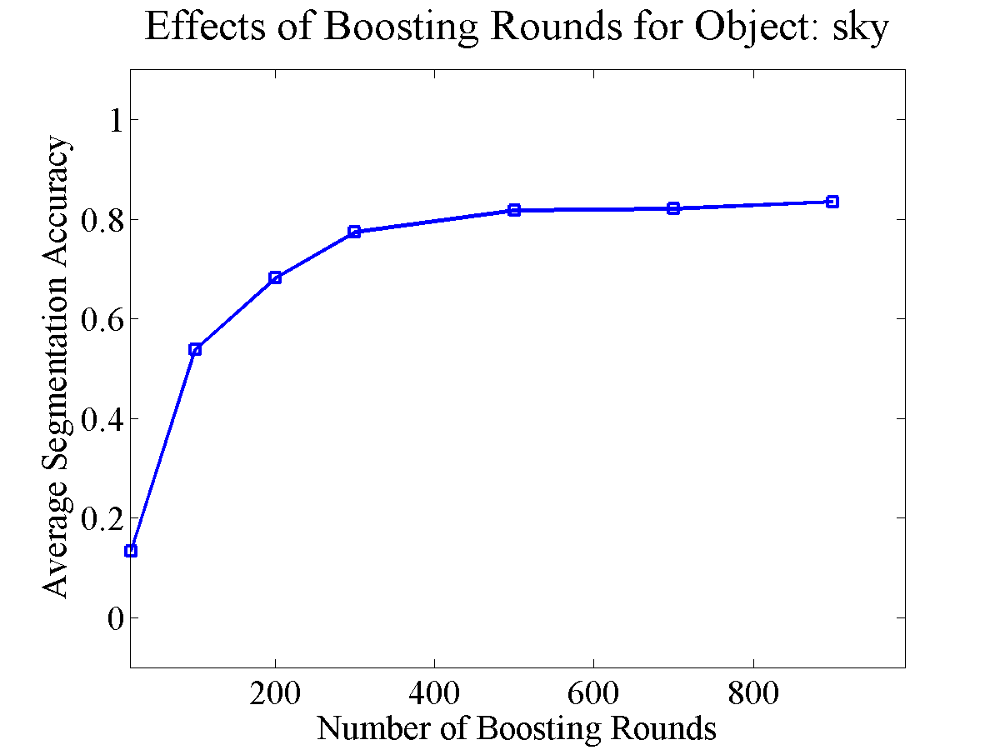 Effects of Boosting Rounds for Object: sky
Average Segmentation Accuracy
1
0.8
0.6
0.4
0.2
0
200 400 600 800
Number of Boosting Rounds